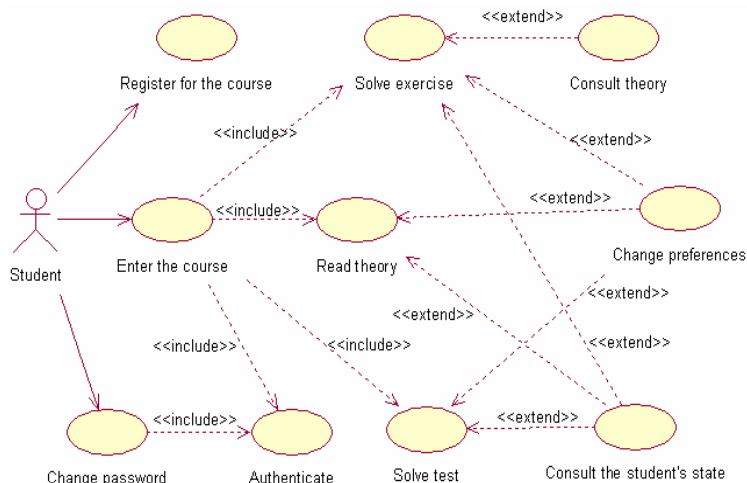 <<extend>>
Register for the course
Solve exercise
Consult theory
<<include>>
<<extend>>
<<extend>>
<<include>>
Student
Enter the course
Read theory
Change preferences
<<extend>>
<<extend>>
<<include>>
<<include>>
<<extend>>
<<include>>
<<extend>>
Change password
Authenticate
Solve test
Consult the student's state